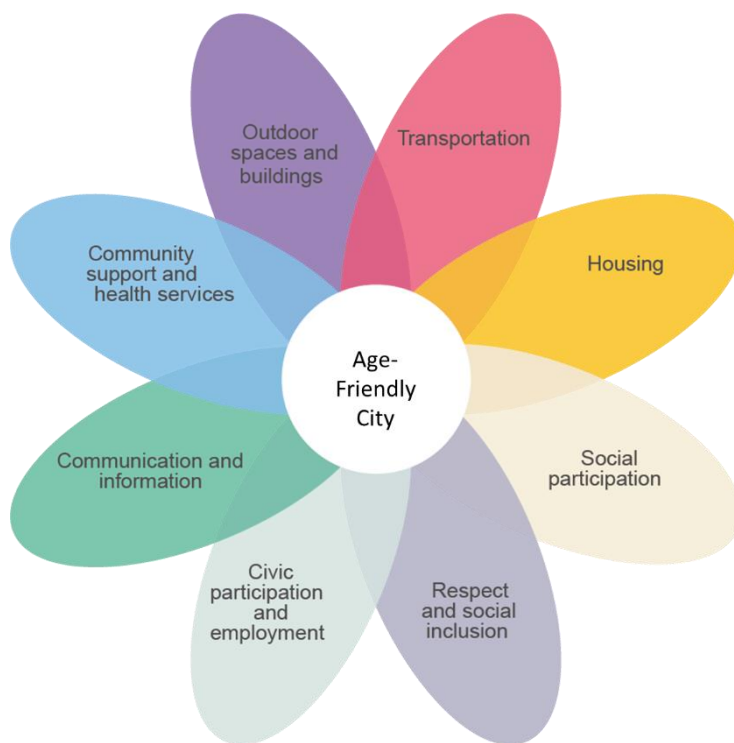 Outdoor
spaces and
buildings
Transportation
Housing
Social
participation
Respect
and social
inclusion
Civic
participation
and
employment
Communication and
information
Community
support and
health services
Age-
Friendly
City